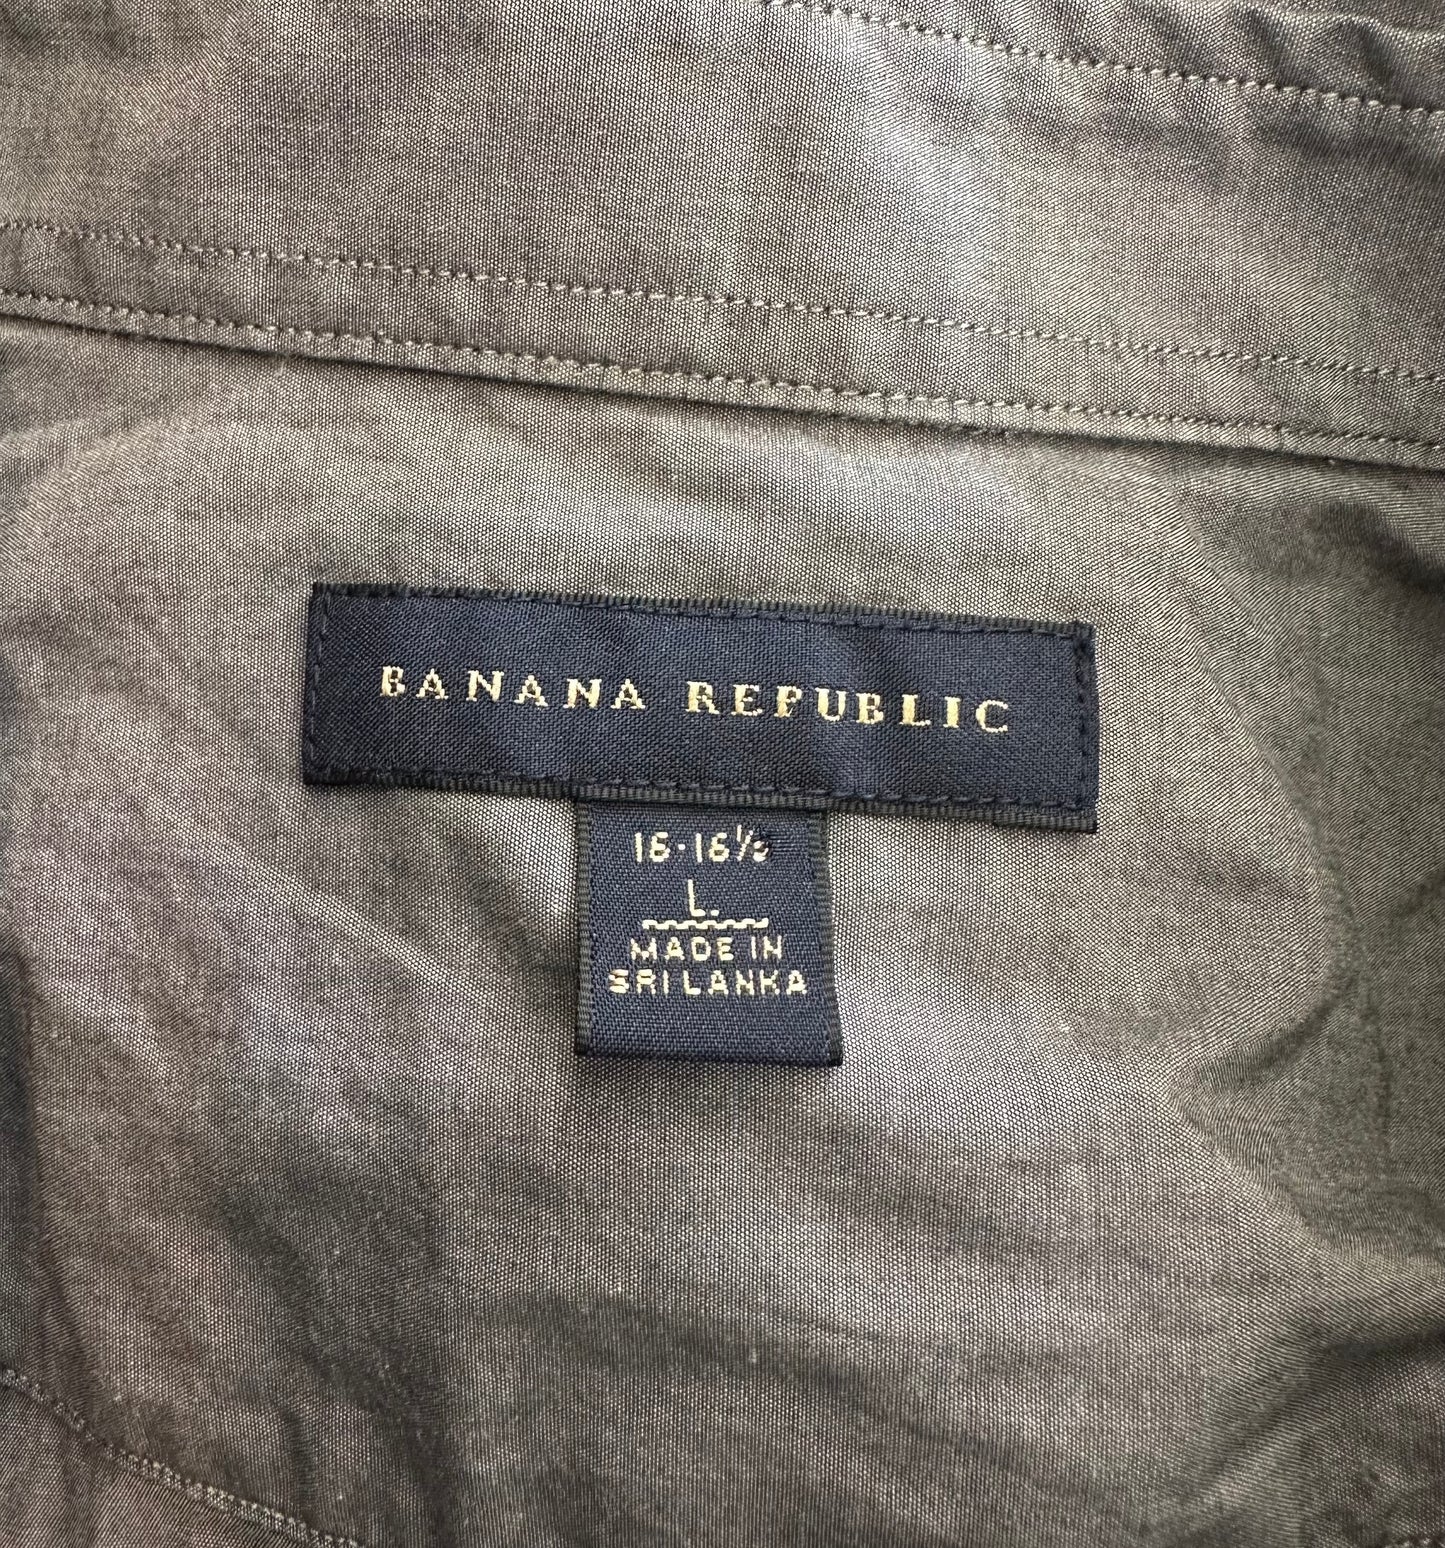 BANANA REPUBLIC
16·16½
L.
MADE IN
SRI LANKA